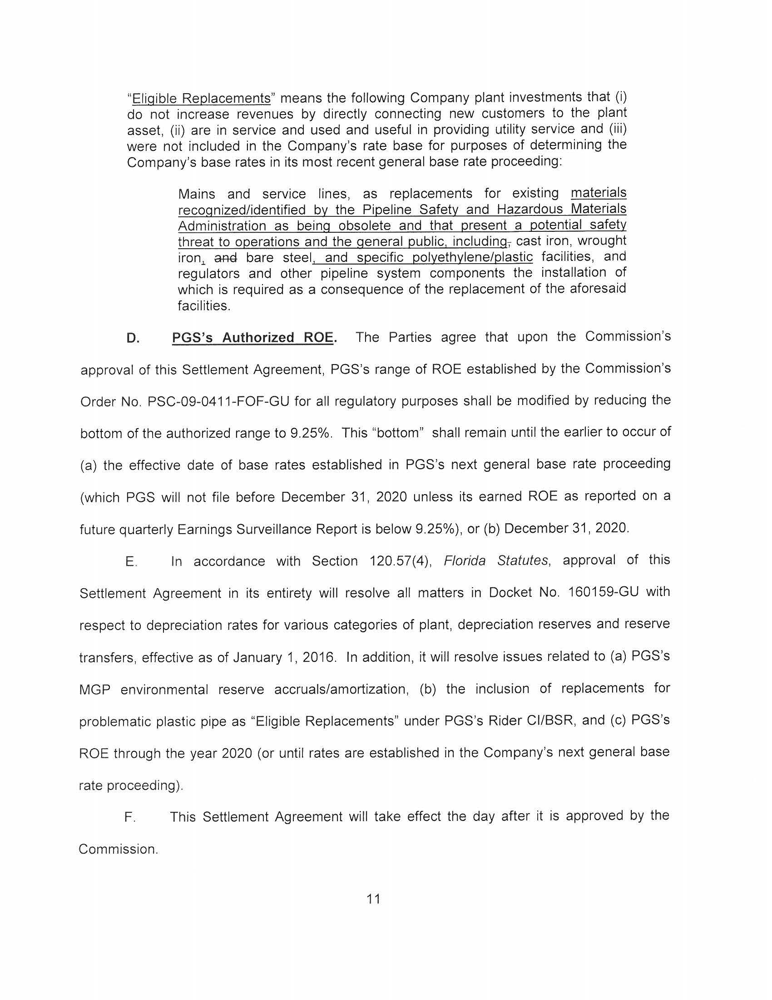 “Eligible Replacements” means the following Company plant investments that (i)
do not increase revenues by directly connecting new customers to the plant
asset, (ii) are in service and used and useful in providing utility service and (iii)
were not included in the Company’s rate base for purposes of determining the
Company’s base rates in its most recent general base rate proceeding:
Mains and service lines, as replacements for existing materials
recognized/identified by the Pipeline Safety and Hazardous Materials
Administration as being obsolete and that present a potential safety
threat to operations and the general public, including, cast iron, wrought
iron, and bare steel, and specific polyethylene/plastic facilities, and
regulators and other pipeline system components the installation of
which is required as a consequence of the replacement of the aforesaid
facilities.
D. PGS’s Authorized ROE. The Parties agree that upon the Commission’s
approval of this Settlement Agreement, PGS’s range of ROE established by the Commission’s
Order No. PSC-09-0411-FOF-GU for all regulatory purposes shall be modified by reducing the
bottom of the authorized range to 9.25%. This “bottom” shall remain until the earlier to occur of
(a) the effective date of base rates established in PGS’s next general base rate proceeding
(which PGS will not file before December 31, 2020 unless its earned ROE as reported on a
future quarterly Earnings Surveillance Report is below 9.25%), or (b) December 31, 2020.
E. In accordance with Section 120.57(4), Florida Statutes, approval of this
Settlement Agreement in its entirety will resolve all matters in Docket No. 160159-GU with
respect to depreciation rates for various categories of plant, depreciation reserves and reserve
transfers, effective as of January 1, 2016. In addition, it will resolve issues related to (a) PGS’s
MGP environmental reserve accruals/amortization, (b) the inclusion of replacements for
problematic plastic pipe as “Eligible Replacements” under PGS’s Rider CI/BSR, and (c) PGS’s
ROE through the year 2020 (or until rates are established in the Company’s next general base
rate proceeding).
F. This Settlement Agreement will take effect the day after it is approved by the
Commission.
11